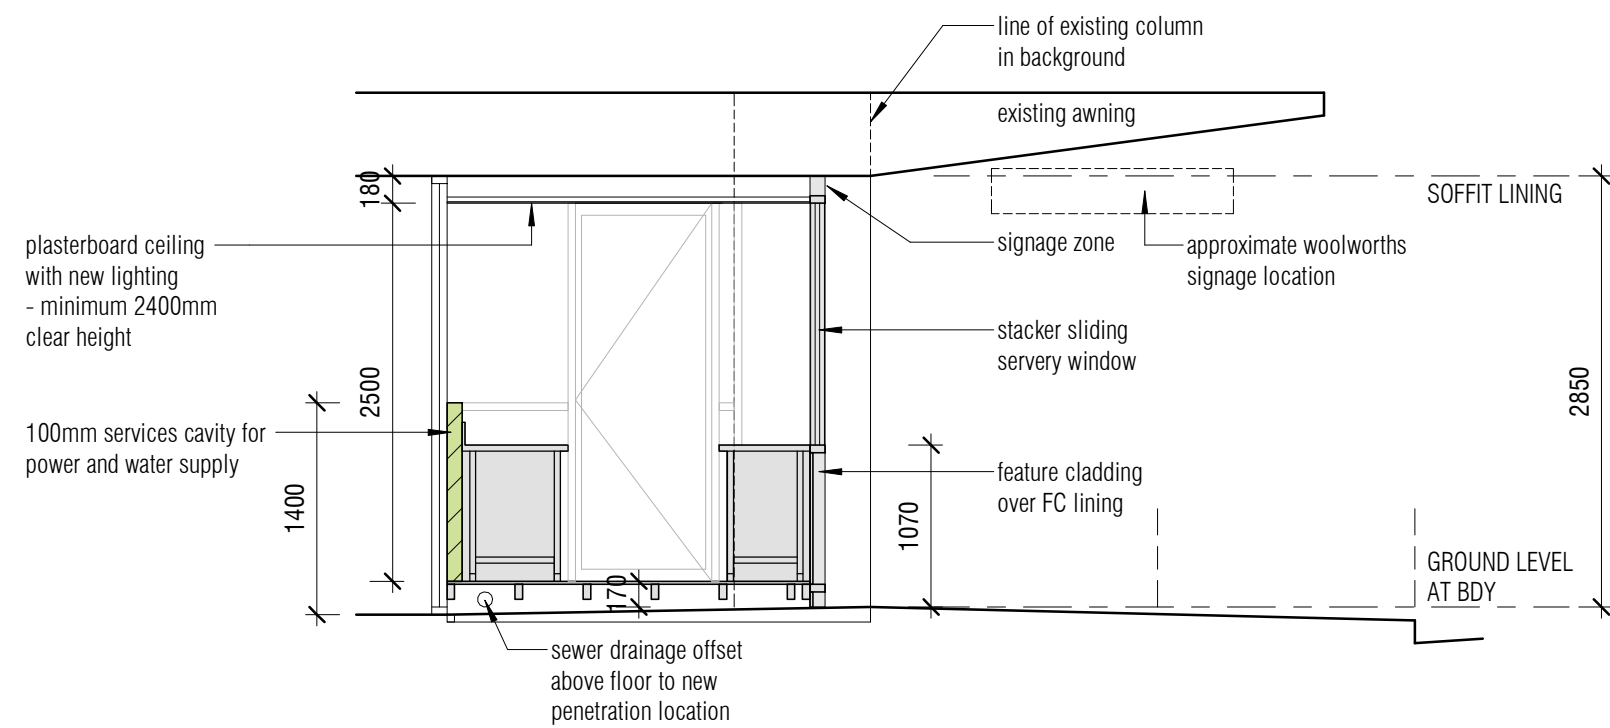 line of existing column
in background
existing awning
180
SOFFIT LINING
plasterboard ceiling
with new lighting
- minimum 2400mm
clear height
signage zone
approximate woolworths
signage location
stacker sliding
servery window
2500
2850
100mm services cavity for
power and water supply
feature cladding
over FC lining
1400
1070
GROUND LEVEL
AT BDY
170
sewer drainage offset
above floor to new
penetration location